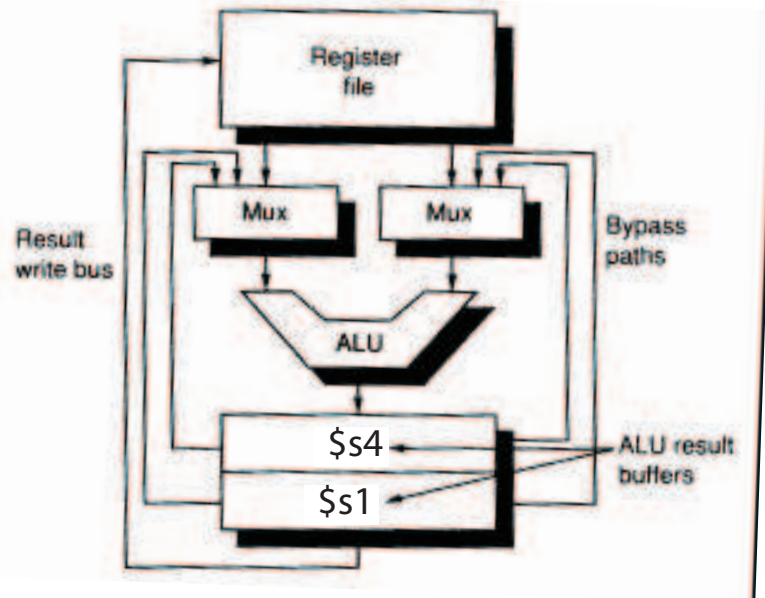 Register
file
Mux
Mux
Result
write bus
Bypass
paths
ALU
$s4
$s1
ALU result
buffers